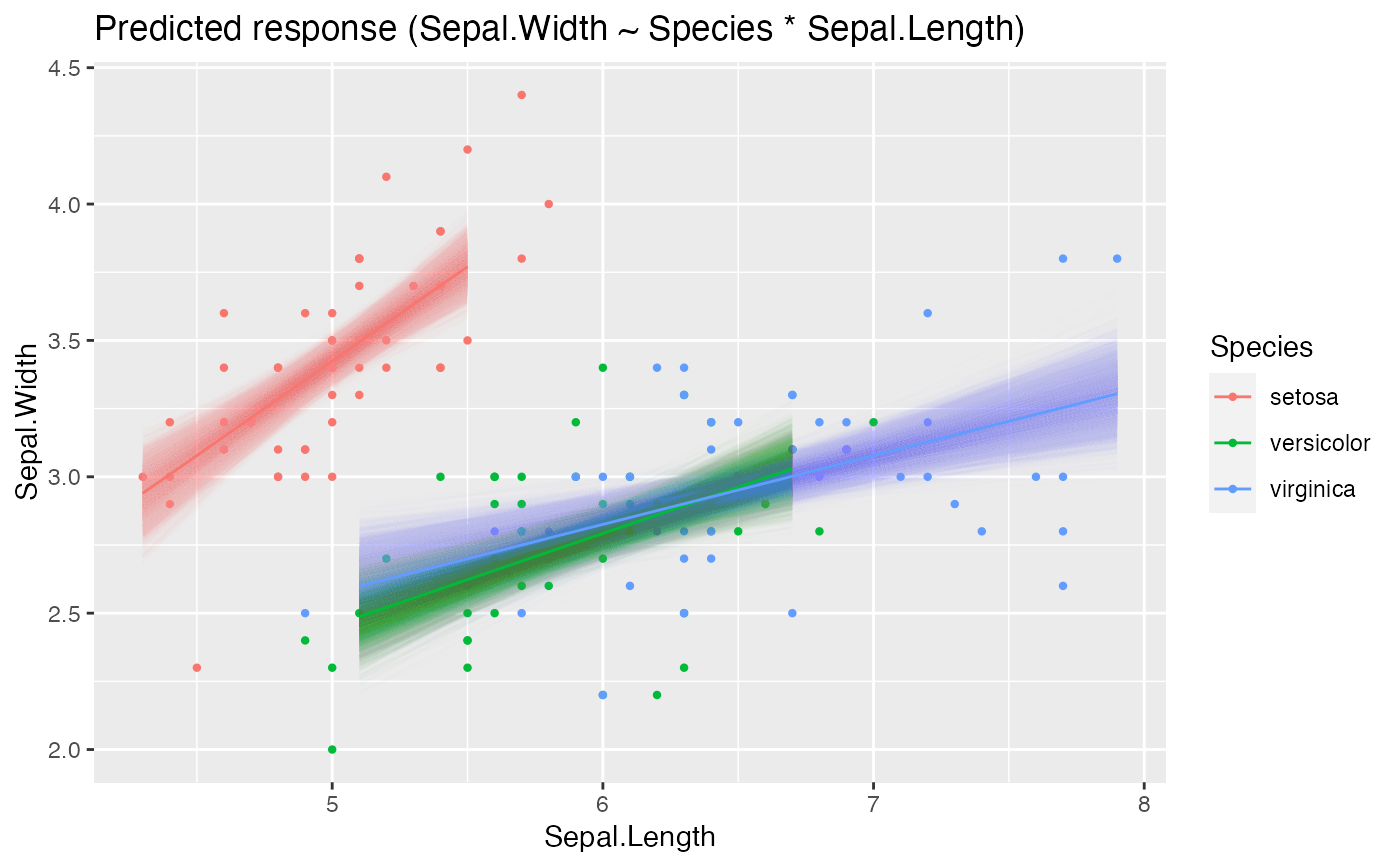 Predicted response (Sepal.Width ~ Species * Sepal.Length)
4.5
4.0
3.5
3.0
2.5
2.0
Sepal.Width
5 6 7 8
Sepal.Length
Species
setosa
versicolor
virginica